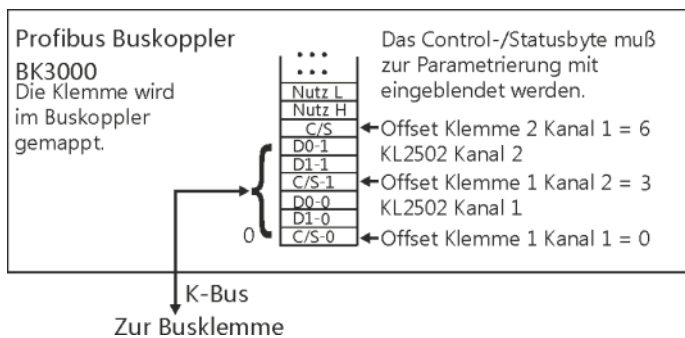 Profibus Buskoppler
BK3000
Die Klemme wird
im Buskoppler
gemappt.
•••
•••
Nutz L
Nutz H
C/S
D0-1
D1-1
C/S-1
D0-0
D1-0
C/S-0
0
Das Control-/Statusbyte muß
zur Parametrierung mit
eingeblendet werden.
Offset Klemme 2 Kanal 1 = 6
KL2502 Kanal 2
Offset Klemme 1 Kanal 2 = 3
KL2502 Kanal 1
Offset Klemme 1 Kanal 1 = 0
K-Bus
Zur Busklemme